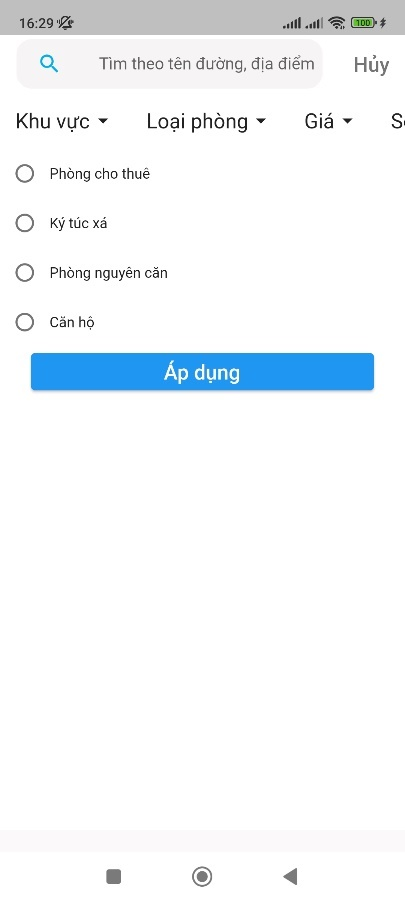 16:29
100
Tìm theo tên đường, địa điểm
Hủy
Khu vực
Loại phòng
Giá
Phòng cho thuê
Ký túc xá
Phòng nguyên căn
Căn hộ
Áp dụng